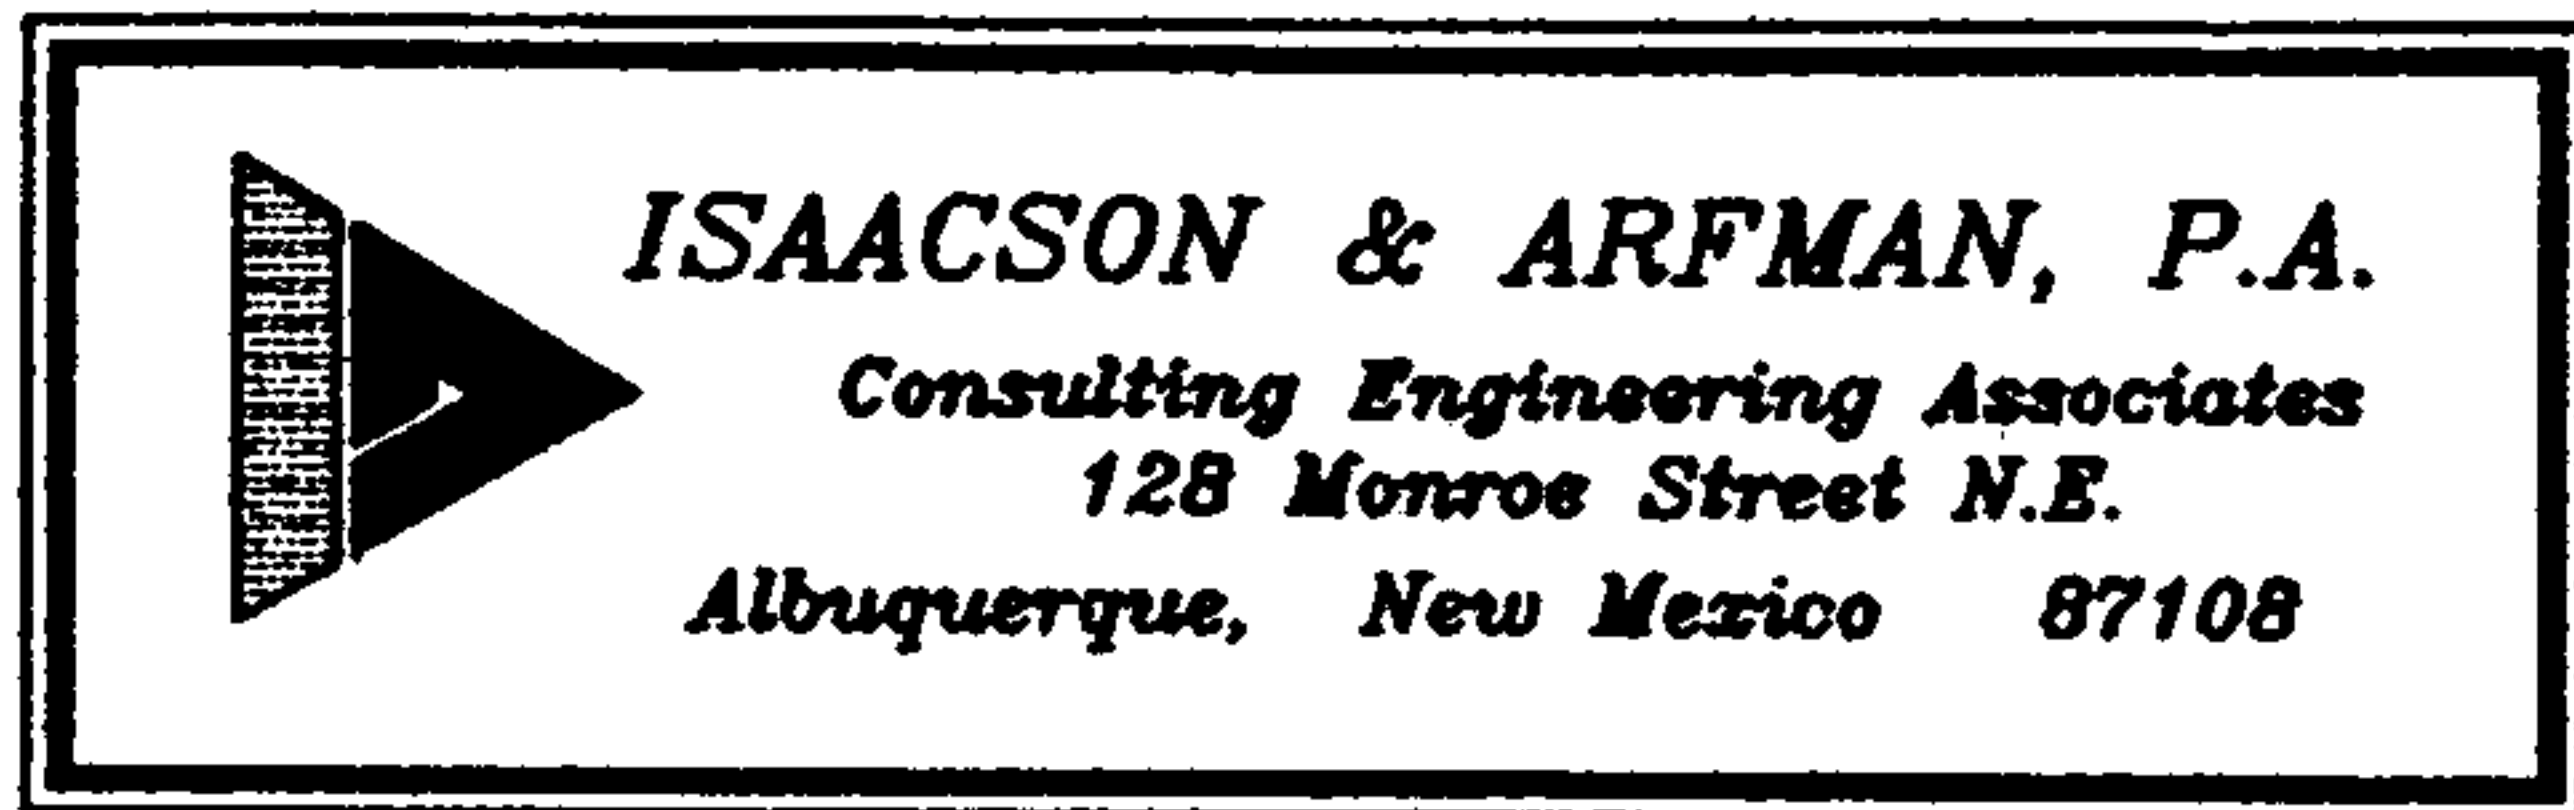 ISAACSON & ARFMAN, P.A.
Consulting Engineering Associates
128 Monroe Street N.E.
Albuquerque, New Mexico 87108